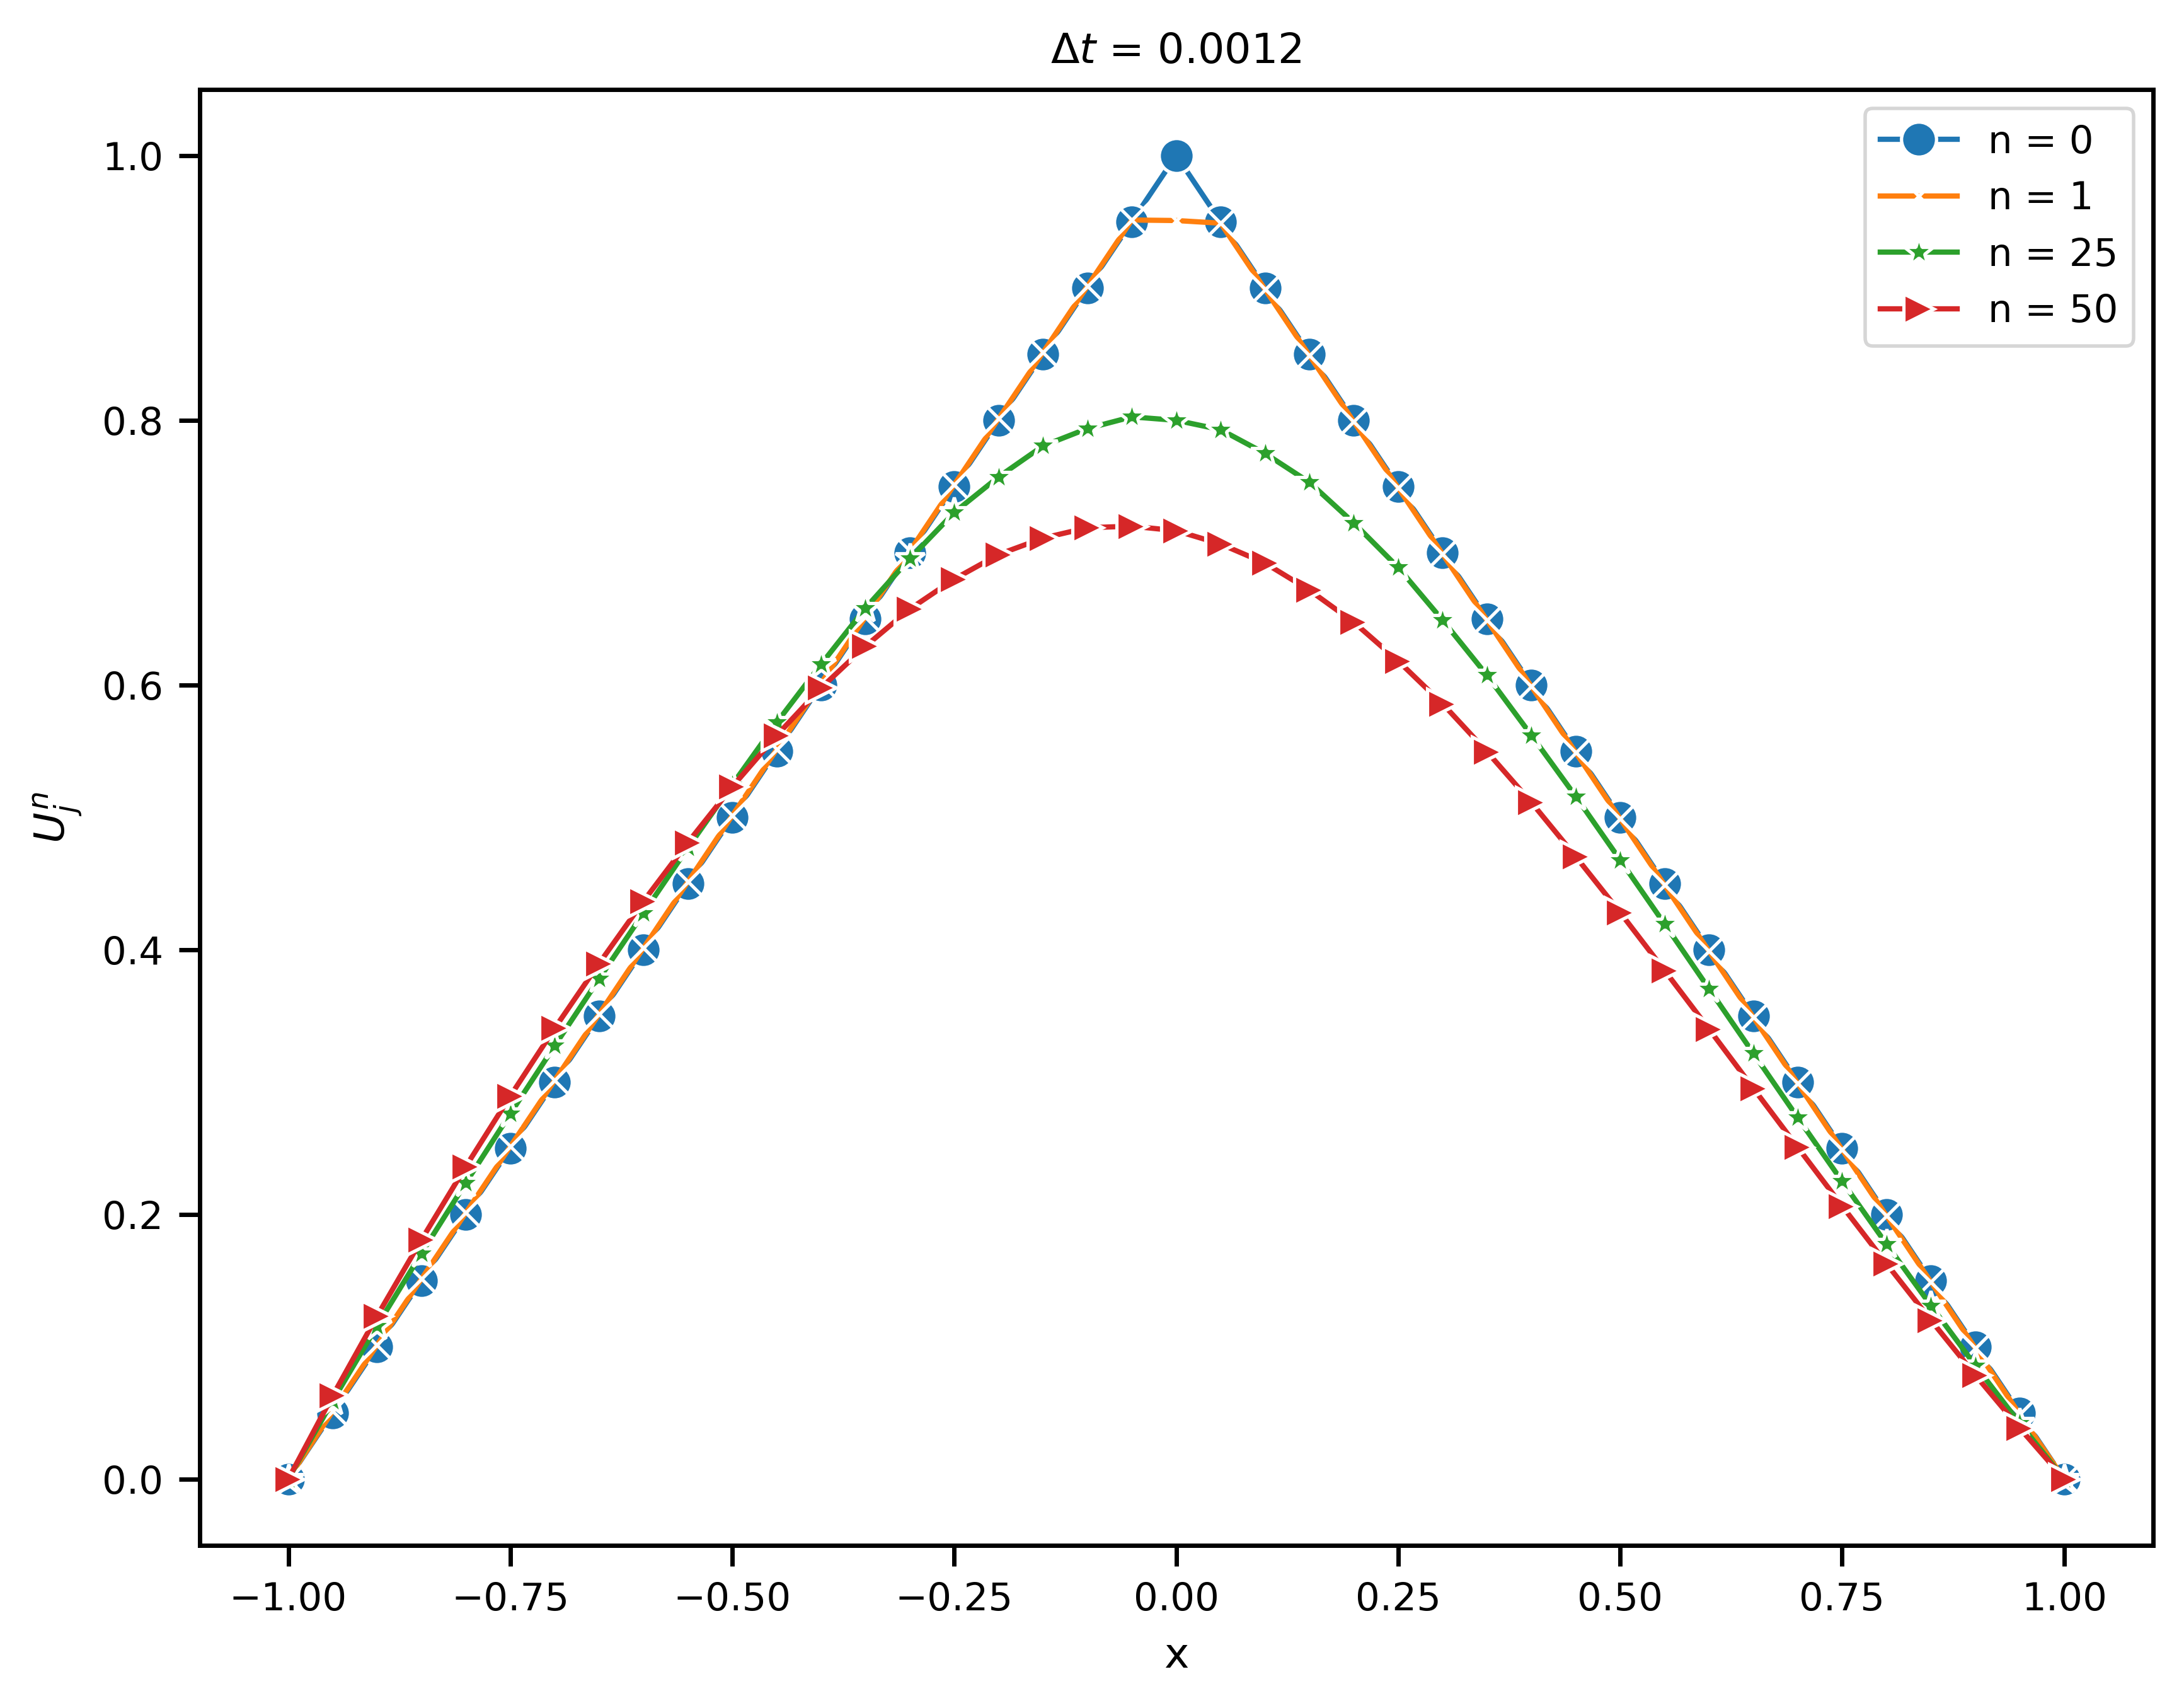 Δt = 0.0012
n = 0
n = 1
n = 25
n = 50
1.0
0.8
0.6
0.4
0.2
0.0
U_j^n
−1.00 −0.75 −0.50 −0.25 0.00 0.25 0.50 0.75 1.00
x